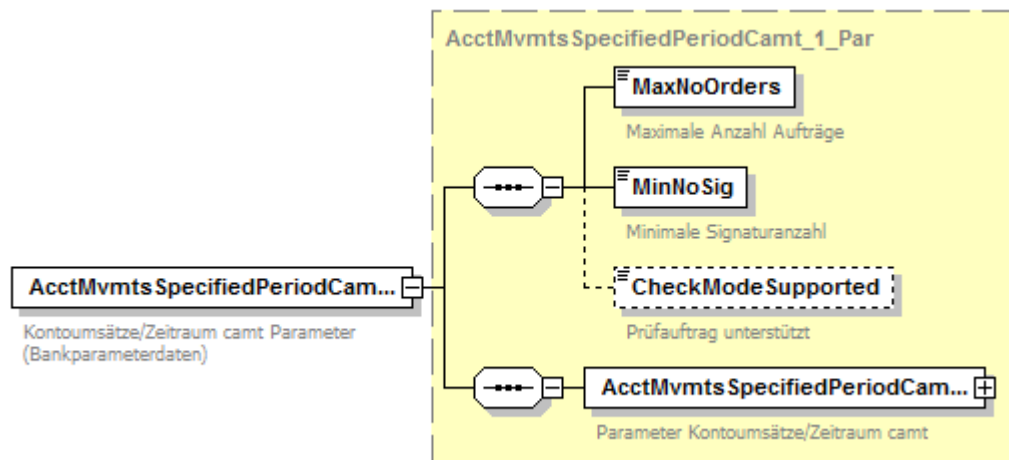 AcctMvmtsSpecifiedPeriodCamt_1_Par
MaxNoOrders
Maximale Anzahl Aufträge
MinNoSig
Minimale Signaturanzahl
CheckModeSupported
Prüfauftrag unterstützt
AcctMvmtsSpecifiedPeriodCam...
Kontoumsätze/Zeitraum camt Parameter
(Bankparameterdaten)
AcctMvmtsSpecifiedPeriodCam...
Parameter Kontoumsätze/Zeitraum camt